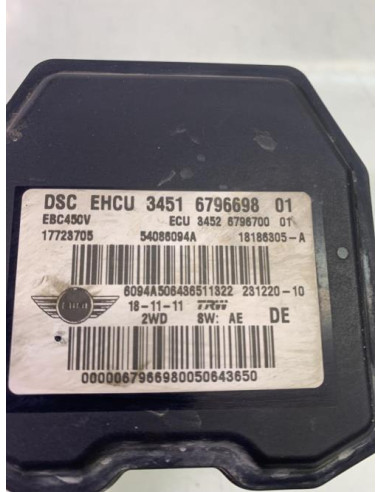 DSC EHCU 3451 6796698 01
EBC450V ECU 3452 6796700 01
17723705 54086094A 18186305-A
6094A506436511322 231220-10
18-11-11 TRW
2WD SW: AE DE
0000067966980050643650